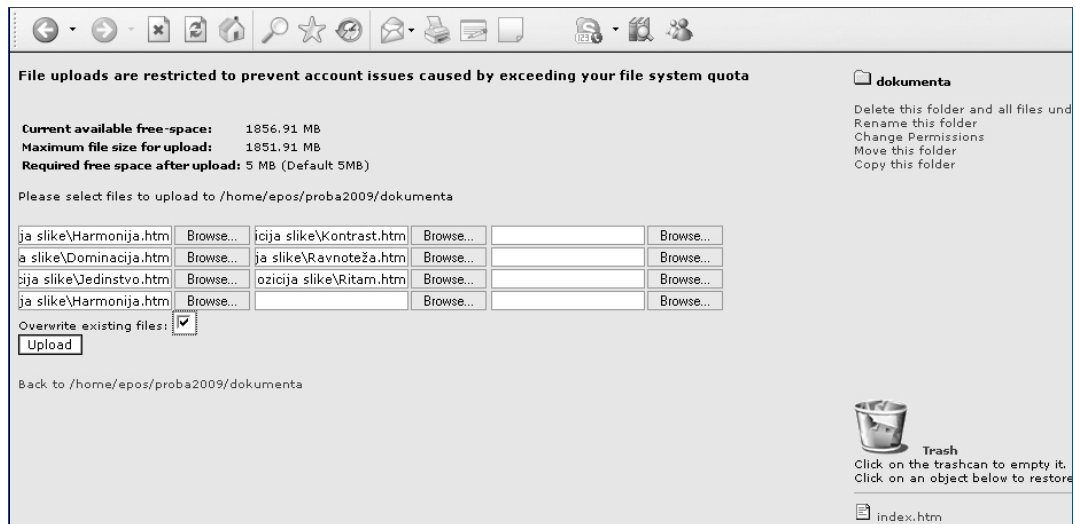 File uploads are restricted to prevent account issues caused by exceeding your file system quota
Current available free-space: 1856.91 MB
Maximum file size for upload: 1851.91 MB
Required free space after upload: 5 MB (Default 5MB)
Please select files to upload to /home/epos/proba2009/dokumenta
ja slike\Harmonija.htm Browse... icija slike\Kontrast.htm Browse... Browse...
a slike\Dominacija.htm Browse... ja slike\Ravnoteža.htm Browse... Browse...
cija slike\Jedinstvo.htm Browse... ozicija slike\Ritam.htm Browse... Browse...
ja slike\Harmonija.htm Browse... Browse... Browse...
Overwrite existing files:
Upload
Back to /home/epos/proba2009/dokumenta
dokumenta
Delete this folder and all files und
Rename this folder
Change Permissions
Move this folder
Copy this folder
Trash
Click on the trashcan to empty it.
Click on an object below to restore
index.htm